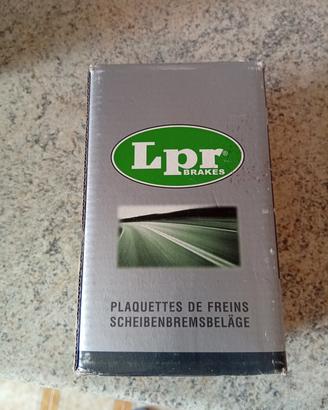 Lpr®
BRAKES
PLAQUETTES DE FREINS
SCHEIBENBREMSBELÄGE